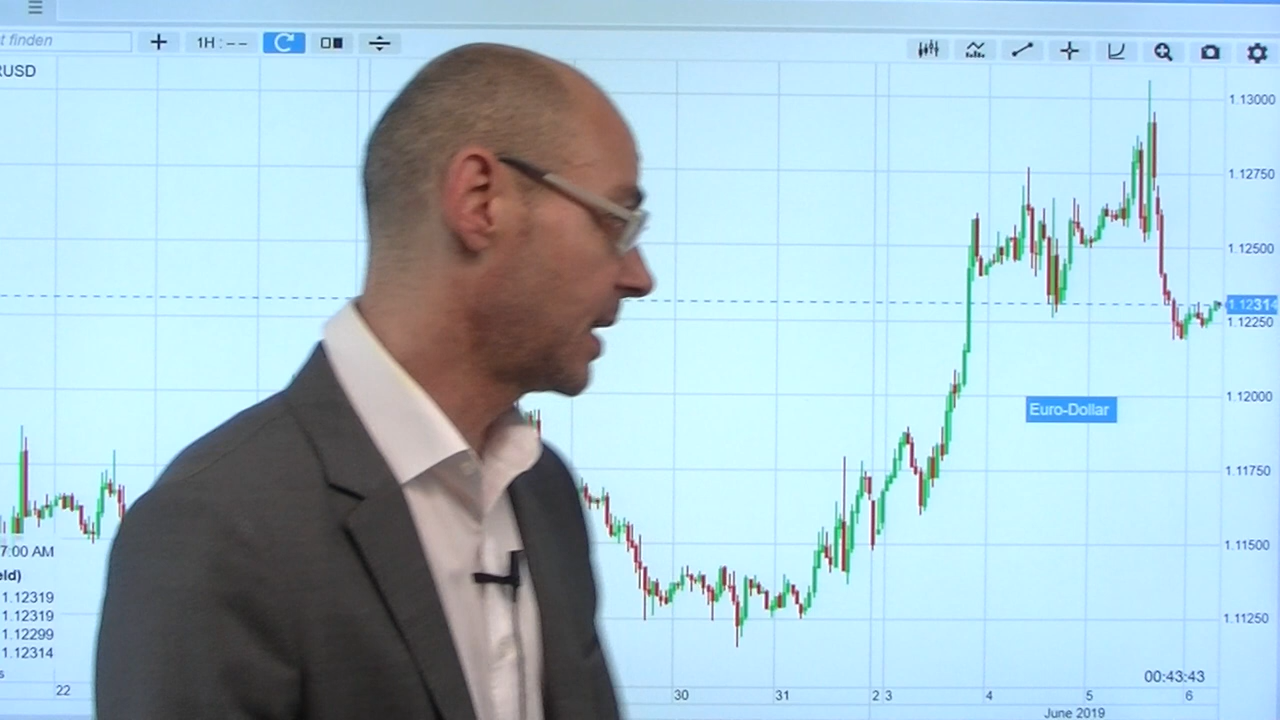 t finden
1H : – –
RUSD
1.13000
1.12750
1.12500
1.12314
1.12250
1.12000
Euro-Dollar
1.11750
1.11500
7:00 AM
eld)
1.12319
1.12319
1.12299
1.12314
s
1.11250
00:43:43
22
30
31
2
3
4
5
6
June 2019